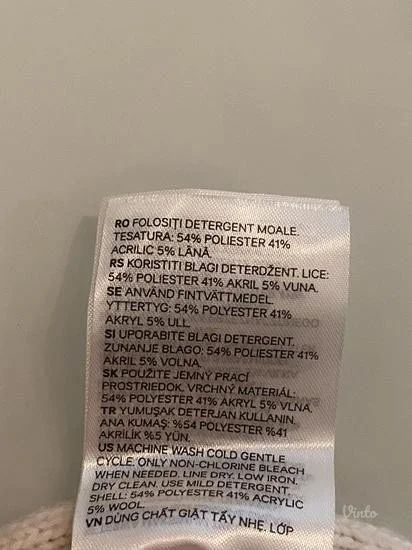 RO FOLOSIȚI DETERGENT MOALE.
TESATURA: 54% POLIESTER 41%
ACRILIC 5% LÂNĂ.
RS KORISTITI BLAGI DETERDŽENT. LICE:
54% POLIESTER 41% AKRIL 5% VUNA.
SE ANVÄND FINTVÄTTMEDEL.
YTTERTYG: 54% POLYESTER 41%
AKRYL 5% ULL.
SI UPORABITE BLAGI DETERGENT.
ZUNANJE BLAGO: 54% POLIESTER 41%
AKRIL 5% VOLNA.
SK POUŽITE JEMNÝ PRACÍ
PROSTRIEDOK. VRCHNÝ MATERIÁL:
54% POLYESTER 41% AKRYL 5% VLNA.
TR YUMUŞAK DETERJAN KULLANIN.
ANA KUMAŞ: %54 POLYESTER %41
AKRİLİK %5 YÜN.
US MACHINE WASH COLD GENTLE
CYCLE. ONLY NON-CHLORINE BLEACH
WHEN NEEDED. LINE DRY. LOW IRON.
DRY CLEAN. USE MILD DETERGENT.
SHELL: 54% POLYESTER 41% ACRYLIC
5% WOOL.
VN DÙNG CHẤT GIẶT TẨY NHẸ. LỚP
Vinto